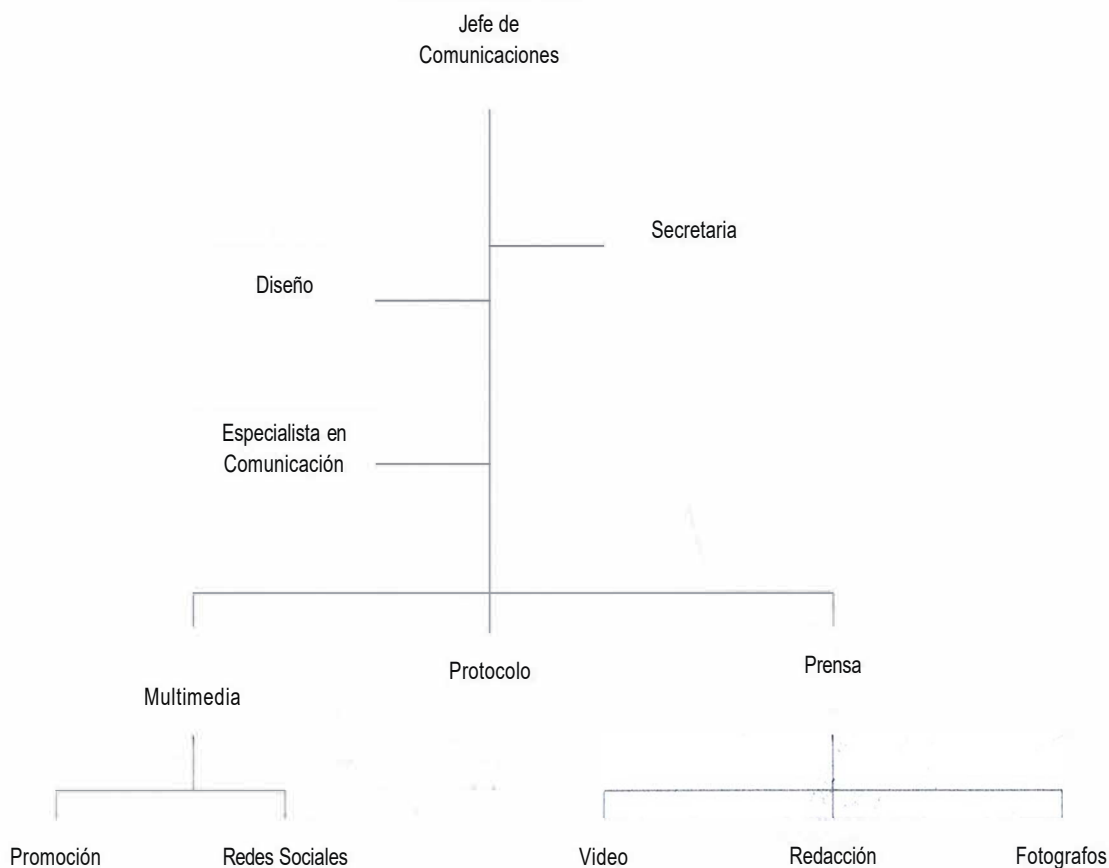 Jefe de
Comunicaciones
Secretaria
Diseño
Especialista en
Comunicación
Protocolo
Prensa
Multimedia
Promoción
Redes Sociales
Video
Redacción
Fotografos